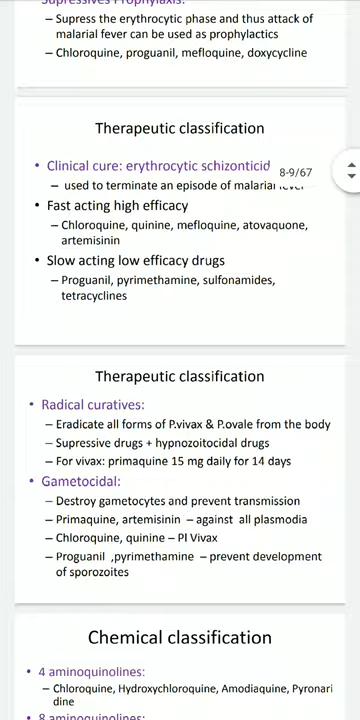 Supressives Prophylaxis:
– Supress the erythrocytic phase and thus attack of
malarial fever can be used as prophylactics
– Chloroquine, proguanil, mefloquine, doxycycline
Therapeutic classification
• Clinical cure: erythrocytic schizonticid
8-9/67
– used to terminate an episode of malarial fever
• Fast acting high efficacy
– Chloroquine, quinine, mefloquine, atovaquone,
artemisinin
• Slow acting low efficacy drugs
– Proguanil, pyrimethamine, sulfonamides,
tetracyclines
Therapeutic classification
• Radical curatives:
– Eradicate all forms of P.vivax & P.ovale from the body
– Supressive drugs + hypnozoitocidal drugs
– For vivax: primaquine 15 mg daily for 14 days
• Gametocidal:
– Destroy gametocytes and prevent transmission
– Primaquine, artemisinin – against all plasmodia
– Chloroquine, quinine – Pl Vivax
– Proguanil ,pyrimethamine – prevent development
of sporozoites
Chemical classification
• 4 aminoquinolines:
– Chloroquine, Hydroxychloroquine, Amodiaquine, Pyronari
dine
• 8 aminoquinolines: